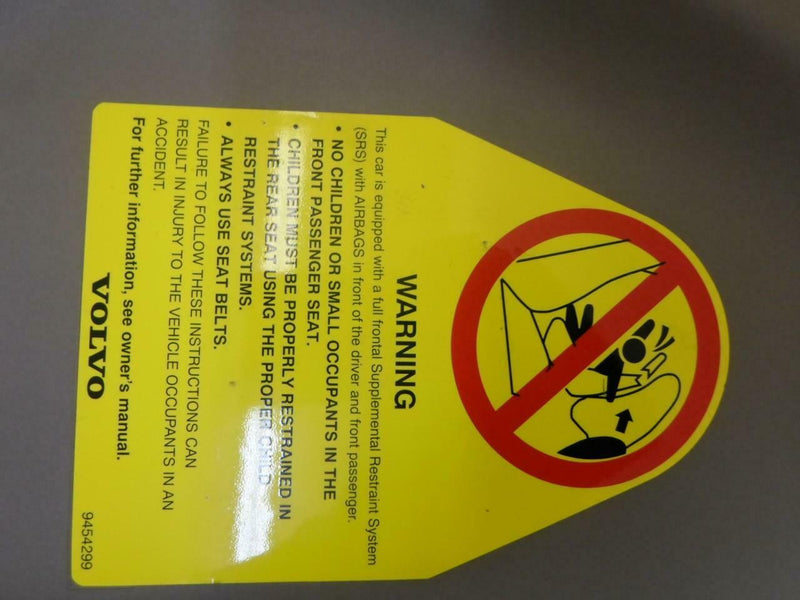 WARNING
This car is equipped with a full frontal Supplemental Restraint System
(SRS) with AIRBAGS in front of the driver and front passenger.
• NO CHILDREN OR SMALL OCCUPANTS IN THE
FRONT PASSENGER SEAT.
• CHILDREN MUST BE PROPERLY RESTRAINED IN
THE REAR SEAT USING THE PROPER CHILD
RESTRAINT SYSTEMS.
• ALWAYS USE SEAT BELTS.
FAILURE TO FOLLOW THESE INSTRUCTIONS CAN
RESULT IN INJURY TO THE VEHICLE OCCUPANTS IN AN
ACCIDENT.
For further information, see owner's manual.
VOLVO
9454299